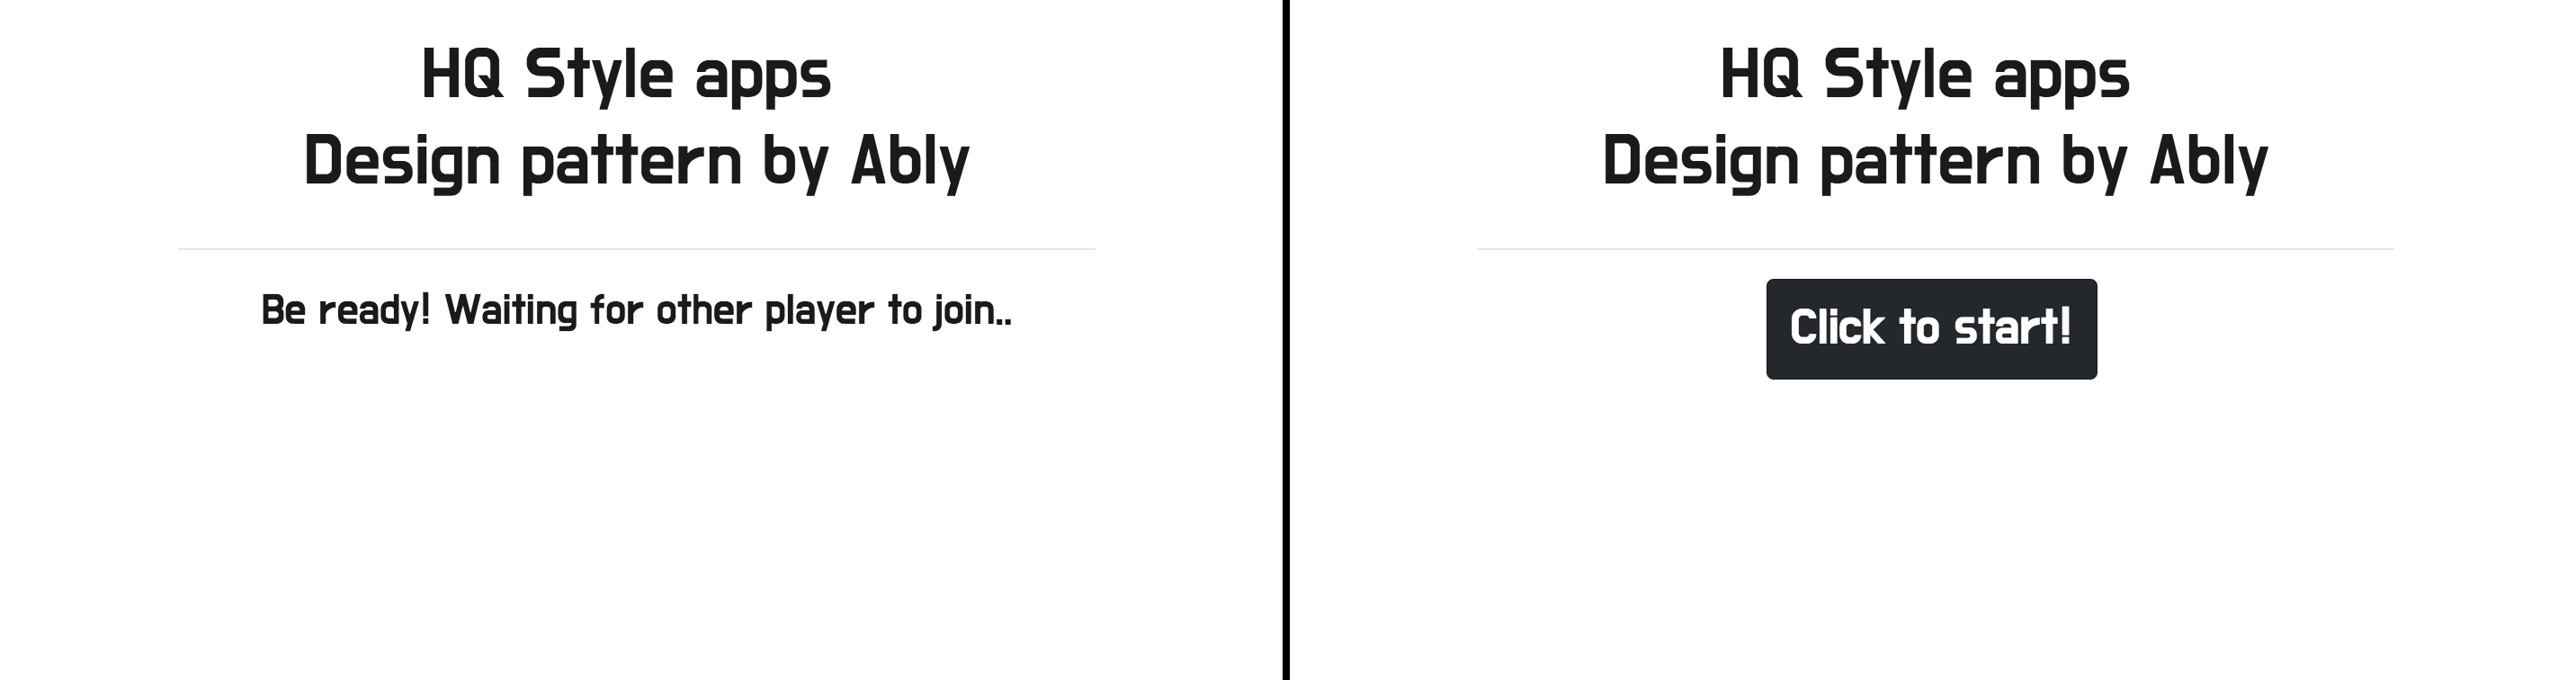 HQ Style apps
Design pattern by Ably
Be ready! Waiting for other player to join..
HQ Style apps
Design pattern by Ably
Click to start!